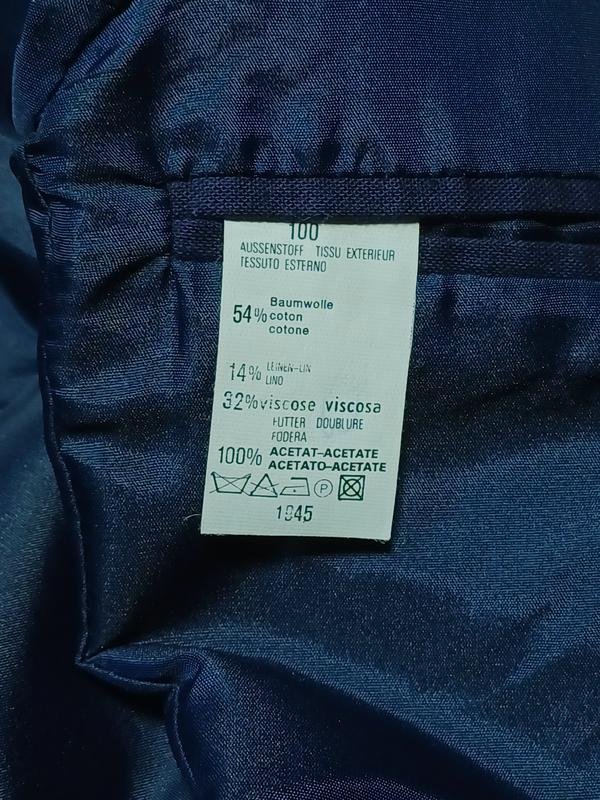 100
AUSSENSTOFF TISSU EXTERIEUR
TESSUTO ESTERNO
54% Baumwolle
coton
cotone
14% LEINEN-LIN
LINO
32% viscose viscosa
FUTTER DOUBLURE
FODERA
100% ACETAT-ACETATE
ACETATO-ACETATE
P
1945